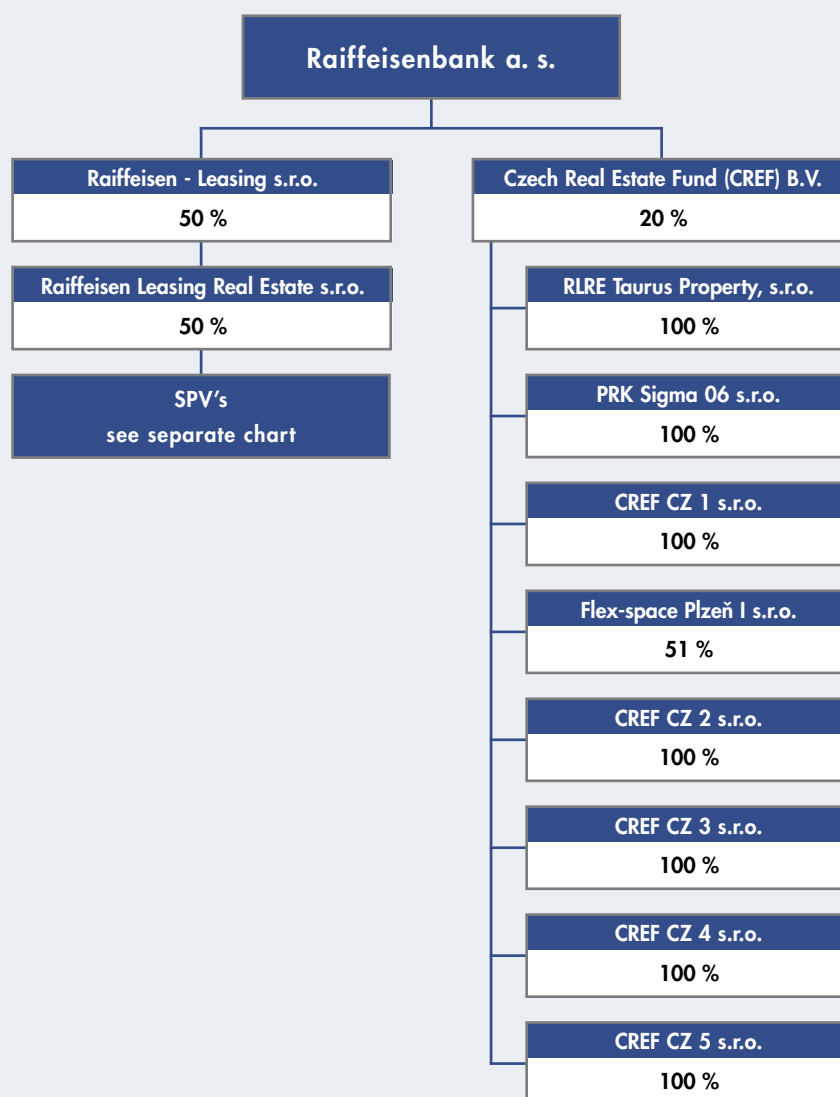 Raiffeisenbank a. s.
Raiffeisen - Leasing s.r.o.
50 %
Raiffeisen Leasing Real Estate s.r.o.
50 %
SPV's
see separate chart
Czech Real Estate Fund (CREF) B.V.
20 %
RLRE Taurus Property, s.r.o.
100 %
PRK Sigma 06 s.r.o.
100 %
CREF CZ 1 s.r.o.
100 %
Flex-space Plzeň I s.r.o.
51 %
CREF CZ 2 s.r.o.
100 %
CREF CZ 3 s.r.o.
100 %
CREF CZ 4 s.r.o.
100 %
CREF CZ 5 s.r.o.
100 %